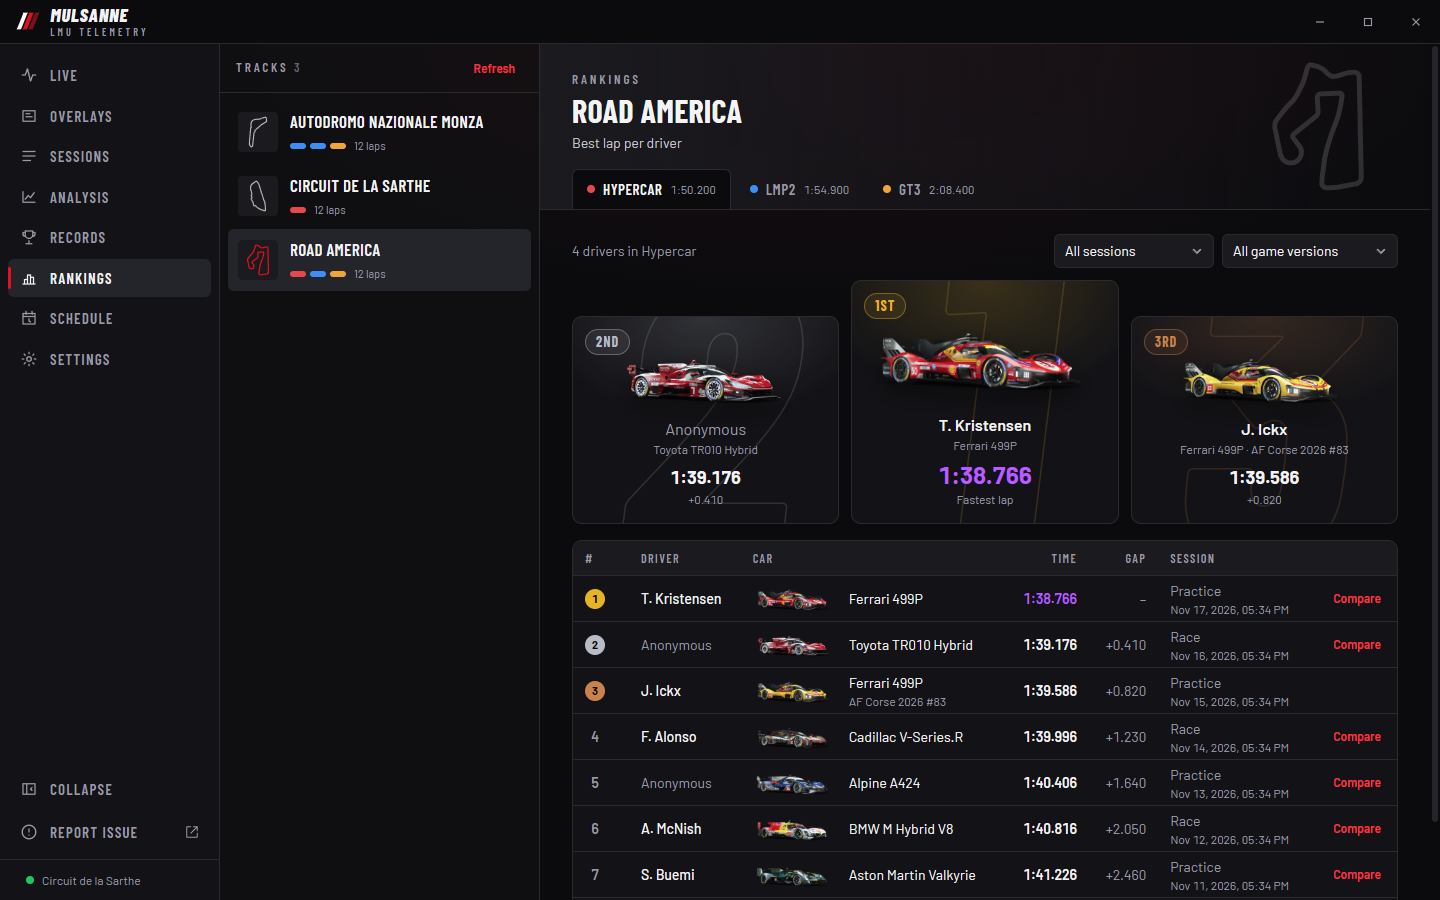 MULSANNE
LMU TELEMETRY
LIVE
OVERLAYS
SESSIONS
ANALYSIS
RECORDS
RANKINGS
SCHEDULE
SETTINGS
COLLAPSE
REPORT ISSUE
Circuit de la Sarthe
TRACKS 3
Refresh
AUTODROMO NAZIONALE MONZA
12 laps
CIRCUIT DE LA SARTHE
12 laps
ROAD AMERICA
12 laps
RANKINGS
ROAD AMERICA
Best lap per driver
HYPERCAR 1:50.200
LMP2 1:54.900
GT3 2:08.400
4 drivers in Hypercar
All sessions
All game versions
2ND
Anonymous
Toyota TR010 Hybrid
1:39.176
+0.410
1ST
T. Kristensen
Ferrari 499P
1:38.766
Fastest lap
3RD
J. Ickx
Ferrari 499P · AF Corse 2026 #83
1:39.586
+0.820
# DRIVER CAR TIME GAP SESSION
1 T. Kristensen Ferrari 499P 1:38.766 – Practice
Nov 17, 2026, 05:34 PM Compare
2 Anonymous Toyota TR010 Hybrid 1:39.176 +0.410 Race
Nov 16, 2026, 05:34 PM Compare
3 J. Ickx Ferrari 499P 1:39.586 +0.820 Practice
AF Corse 2026 #83 Nov 15, 2026, 05:34 PM Compare
4 F. Alonso Cadillac V-Series.R 1:39.996 +1.230 Race
Nov 14, 2026, 05:34 PM Compare
5 Anonymous Alpine A424 1:40.406 +1.640 Practice
Nov 13, 2026, 05:34 PM Compare
6 A. McNish BMW M Hybrid V8 1:40.816 +2.050 Race
Nov 12, 2026, 05:34 PM Compare
7 S. Buemi Aston Martin Valkyrie 1:41.226 +2.460 Practice
Nov 11, 2026, 05:34 PM Compare